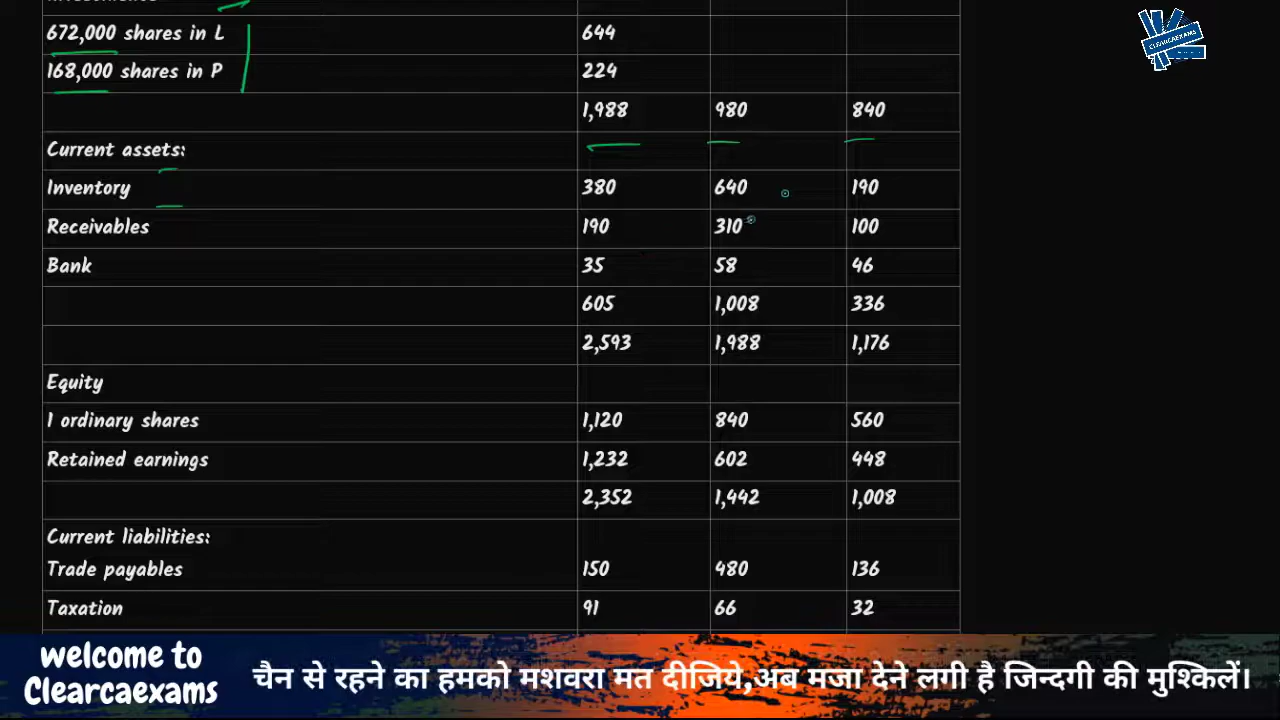 672,000 shares in L 644
168,000 shares in P 224
1,988 980 840
Current assets:
Inventory 380 640 190
Receivables 190 310 100
Bank 35 58 46
605 1,008 336
2,593 1,988 1,176
Equity
1 ordinary shares 1,120 840 560
Retained earnings 1,232 602 448
2,352 1,442 1,008
Current liabilities:
Trade payables 150 480 136
Taxation 91 66 32
CLEARCAEXAMS
welcome to
Clearcaexams
चैन से रहने का हमको मशवरा मत दीजिये,अब मजा देने लगी है जिन्दगी की मुश्किलें।